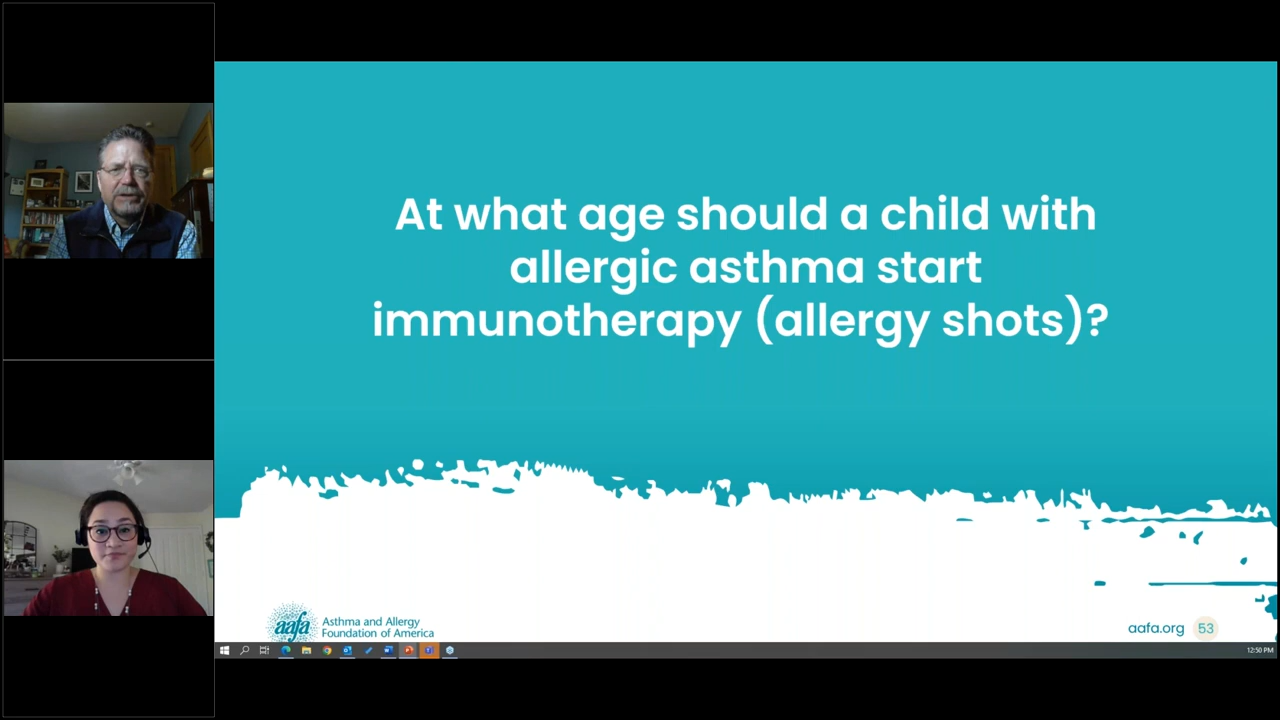 At what age should a child with
allergic asthma start
immunotherapy (allergy shots)?
aafa
Asthma and Allergy
Foundation of America
aafa.org 53
12:50 PM